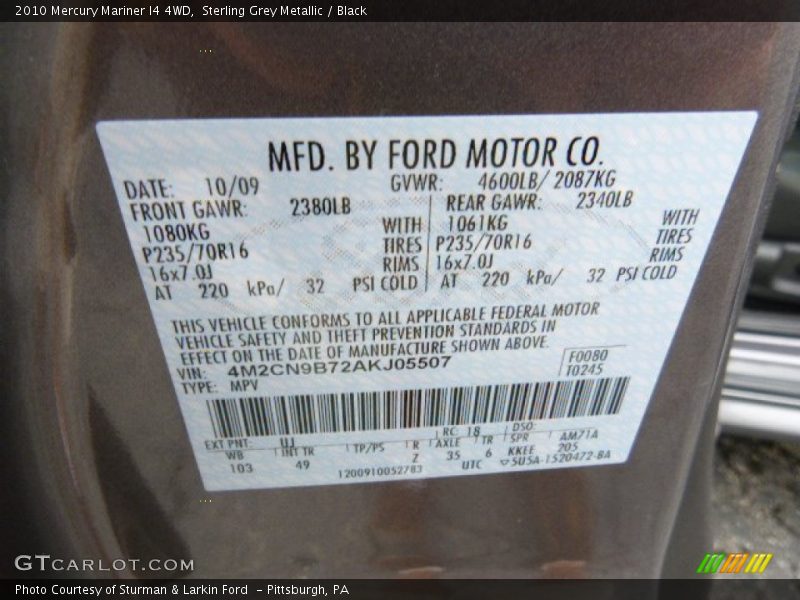 2010 Mercury Mariner I4 4WD, Sterling Grey Metallic / Black
MFD. BY FORD MOTOR CO.
DATE: 10/09 GVWR: 4600LB/ 2087KG
FRONT GAWR: 2380LB REAR GAWR: 2340LB
1080KG WITH 1061KG WITH
P235/70R16 TIRES P235/70R16 TIRES
16x7.0J RIMS 16x7.0J RIMS
AT 220 kPa/ 32 PSI COLD AT 220 kPa/ 32 PSI COLD
THIS VEHICLE CONFORMS TO ALL APPLICABLE FEDERAL MOTOR
VEHICLE SAFETY AND THEFT PREVENTION STANDARDS IN
EFFECT ON THE DATE OF MANUFACTURE SHOWN ABOVE.
VIN: 4M2CN9B72AKJ05507 F0080
TYPE: MPV T0245
EXT PNT: UJ RC: 18 DSO:
WB INT TR TP/PS R AXLE TR SPR AM71A
103 49 Z 35 6 KKEE 205
1200910052783 UTC ▽5U5A-1520472-BA
GTCARLOT.COM
Photo Courtesy of Sturman & Larkin Ford - Pittsburgh, PA